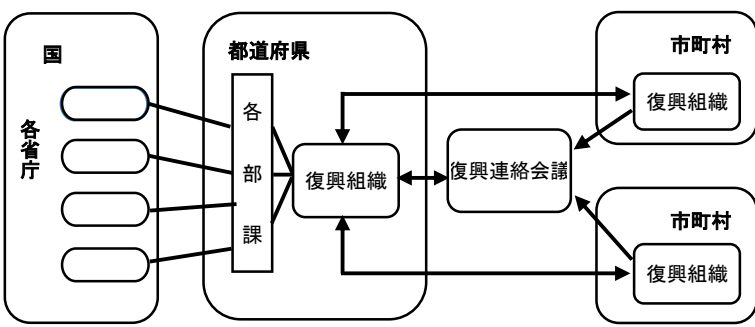 国
各省庁
都道府県
各部課
復興組織
復興連絡会議
市町村
復興組織
市町村
復興組織